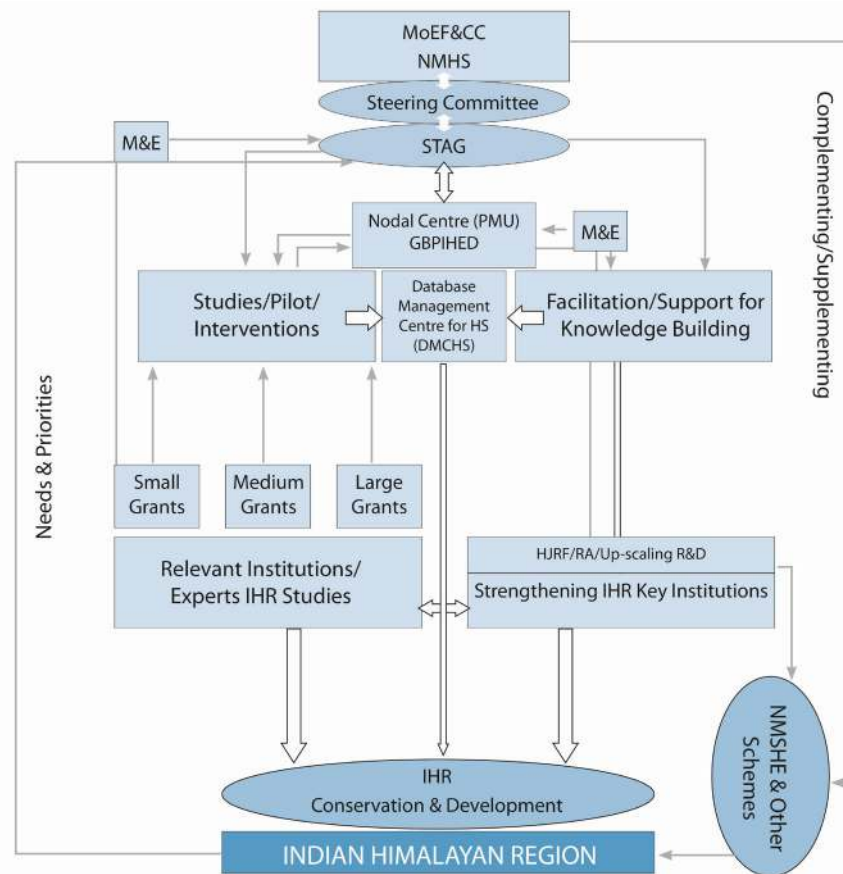 MoEF&CC
NMHS
Steering Committee
M&E
STAG
Nodal Centre (PMU)
GBPIHED
M&E
Studies/Pilot/
Interventions
Database
Management
Centre for HS
(DMCHS)
Facilitation/Support for
Knowledge Building
Complementing/Supplementing
Needs & Priorities
Small
Grants
Medium
Grants
Large
Grants
Relevant Institutions/
Experts IHR Studies
HJRF/RA/Up-scaling R&D
Strengthening IHR Key Institutions
NMSHE & Other
Schemes
IHR
Conservation & Development
INDIAN HIMALAYAN REGION